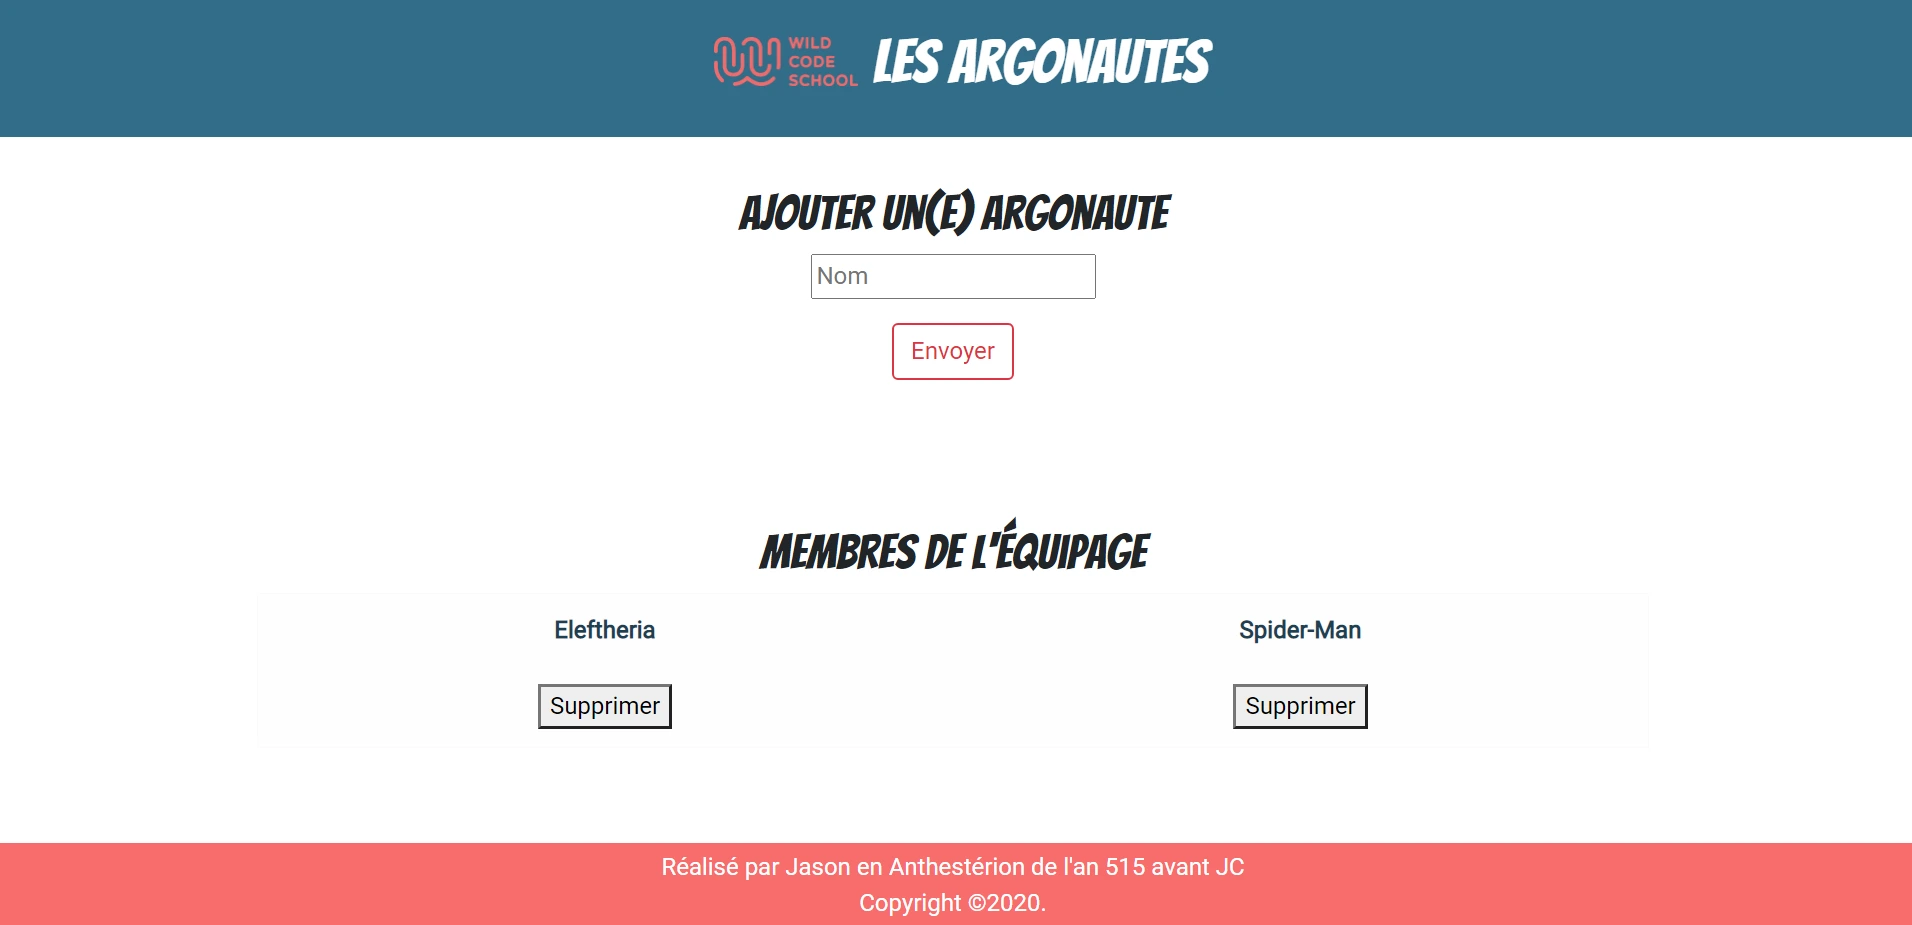 WILD
CODE
SCHOOL
LES ARGONAUTES
AJOUTER UN(E) ARGONAUTE
Nom
Envoyer
MEMBRES DE L'ÉQUIPAGE
Eleftheria
Spider-Man
Supprimer
Supprimer
Réalisé par Jason en Anthestérion de l'an 515 avant JC
Copyright ©2020.